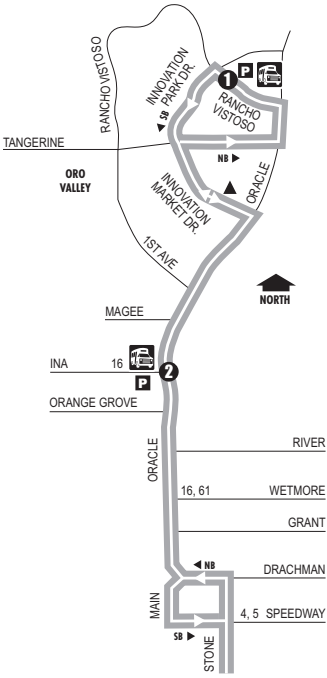 RANCHO VISTOSO
INNOVATION
PARK DR.
1
P
RANCHO
VISTOSO
SB
TANGERINE
NB
ORO
VALLEY
INNOVATION
MARKET DR.
ORACLE
1ST AVE
NORTH
MAGEE
INA 16
P
2
ORANGE GROVE
ORACLE
RIVER
16, 61 WETMORE
GRANT
NB
DRACHMAN
MAIN
4, 5 SPEEDWAY
SB
STONE